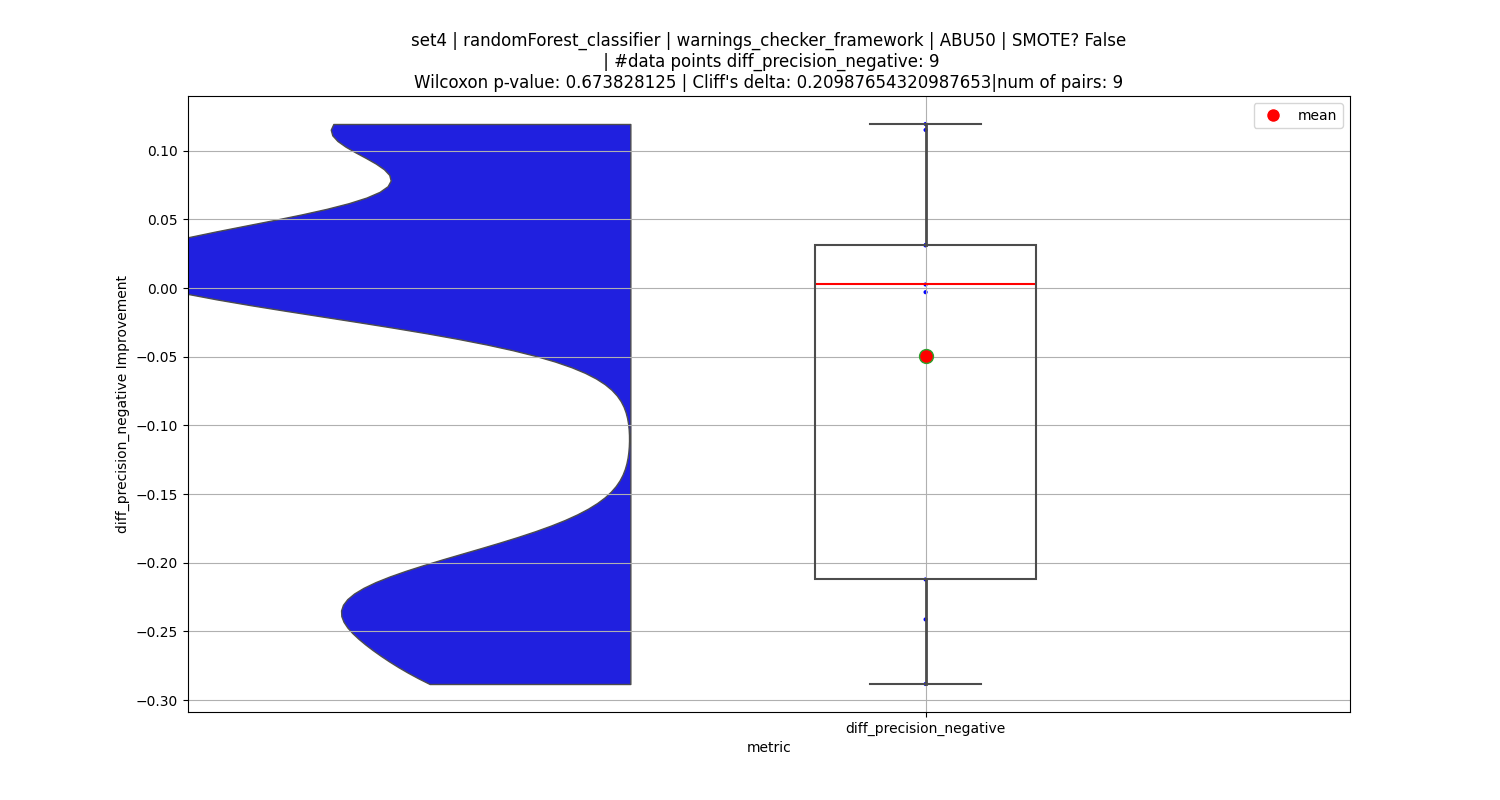 set4 | randomForest_classifier | warnings_checker_framework | ABU50 | SMOTE? False
| #data points diff_precision_negative: 9
Wilcoxon p-value: 0.673828125 | Cliff's delta: 0.20987654320987653|num of pairs: 9
mean
0.10
0.05
0.00
−0.05
−0.10
−0.15
−0.20
−0.25
−0.30
diff_precision_negative Improvement
diff_precision_negative
metric